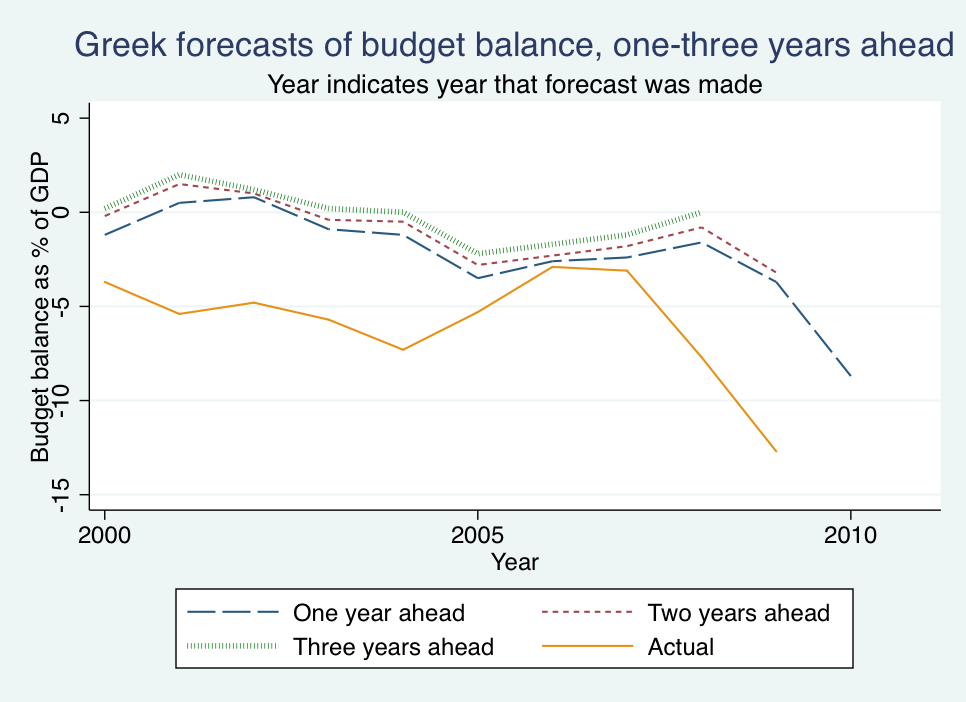 Greek forecasts of budget balance, one-three years ahead
Year indicates year that forecast was made
Budget balance as % of GDP
5
0
-5
-10
-15
2000 2005 2010
Year
One year ahead Two years ahead
Three years ahead Actual